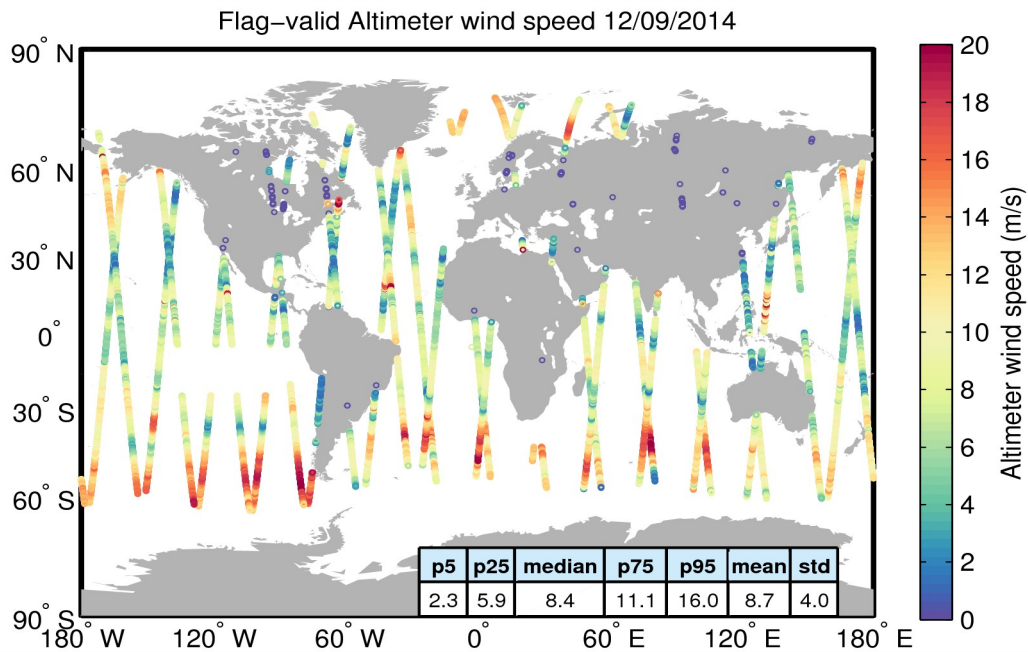 Flag−valid Altimeter wind speed 12/09/2014
90° N
60° N
30° N
0°
30° S
60° S
90° S
180° W
120° W
60° W
0°
60° E
120° E
180° E
p5 p25 median p75 p95 mean std
2.3 5.9 8.4 11.1 16.0 8.7 4.0
20
18
16
14
12
10
8
6
4
2
0
Altimeter wind speed (m/s)